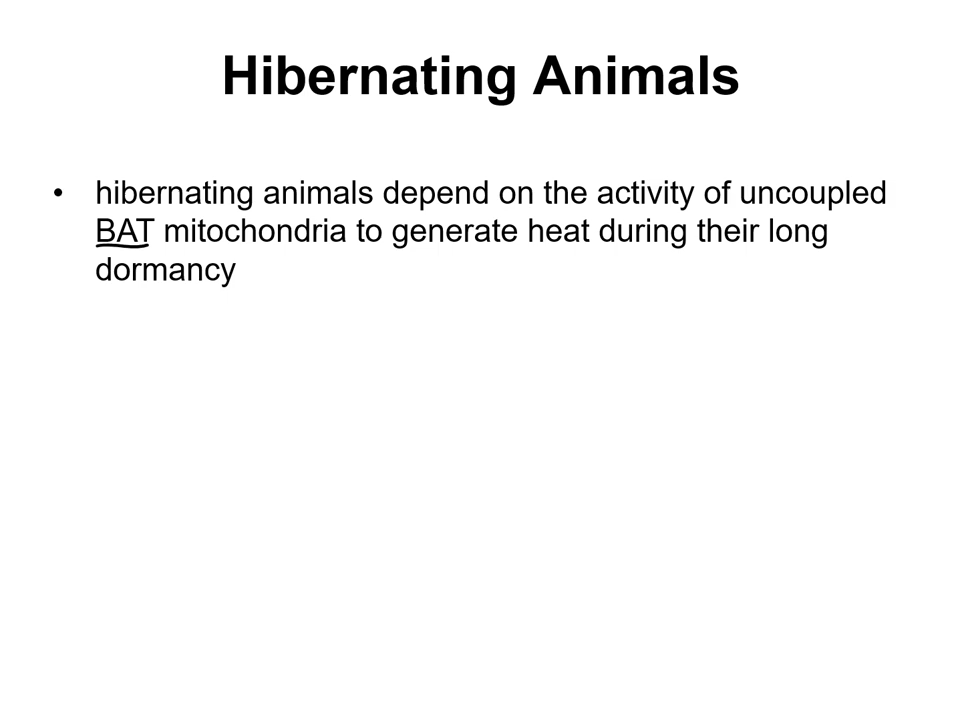 Hibernating Animals
• hibernating animals depend on the activity of uncoupled
BAT mitochondria to generate heat during their long
dormancy